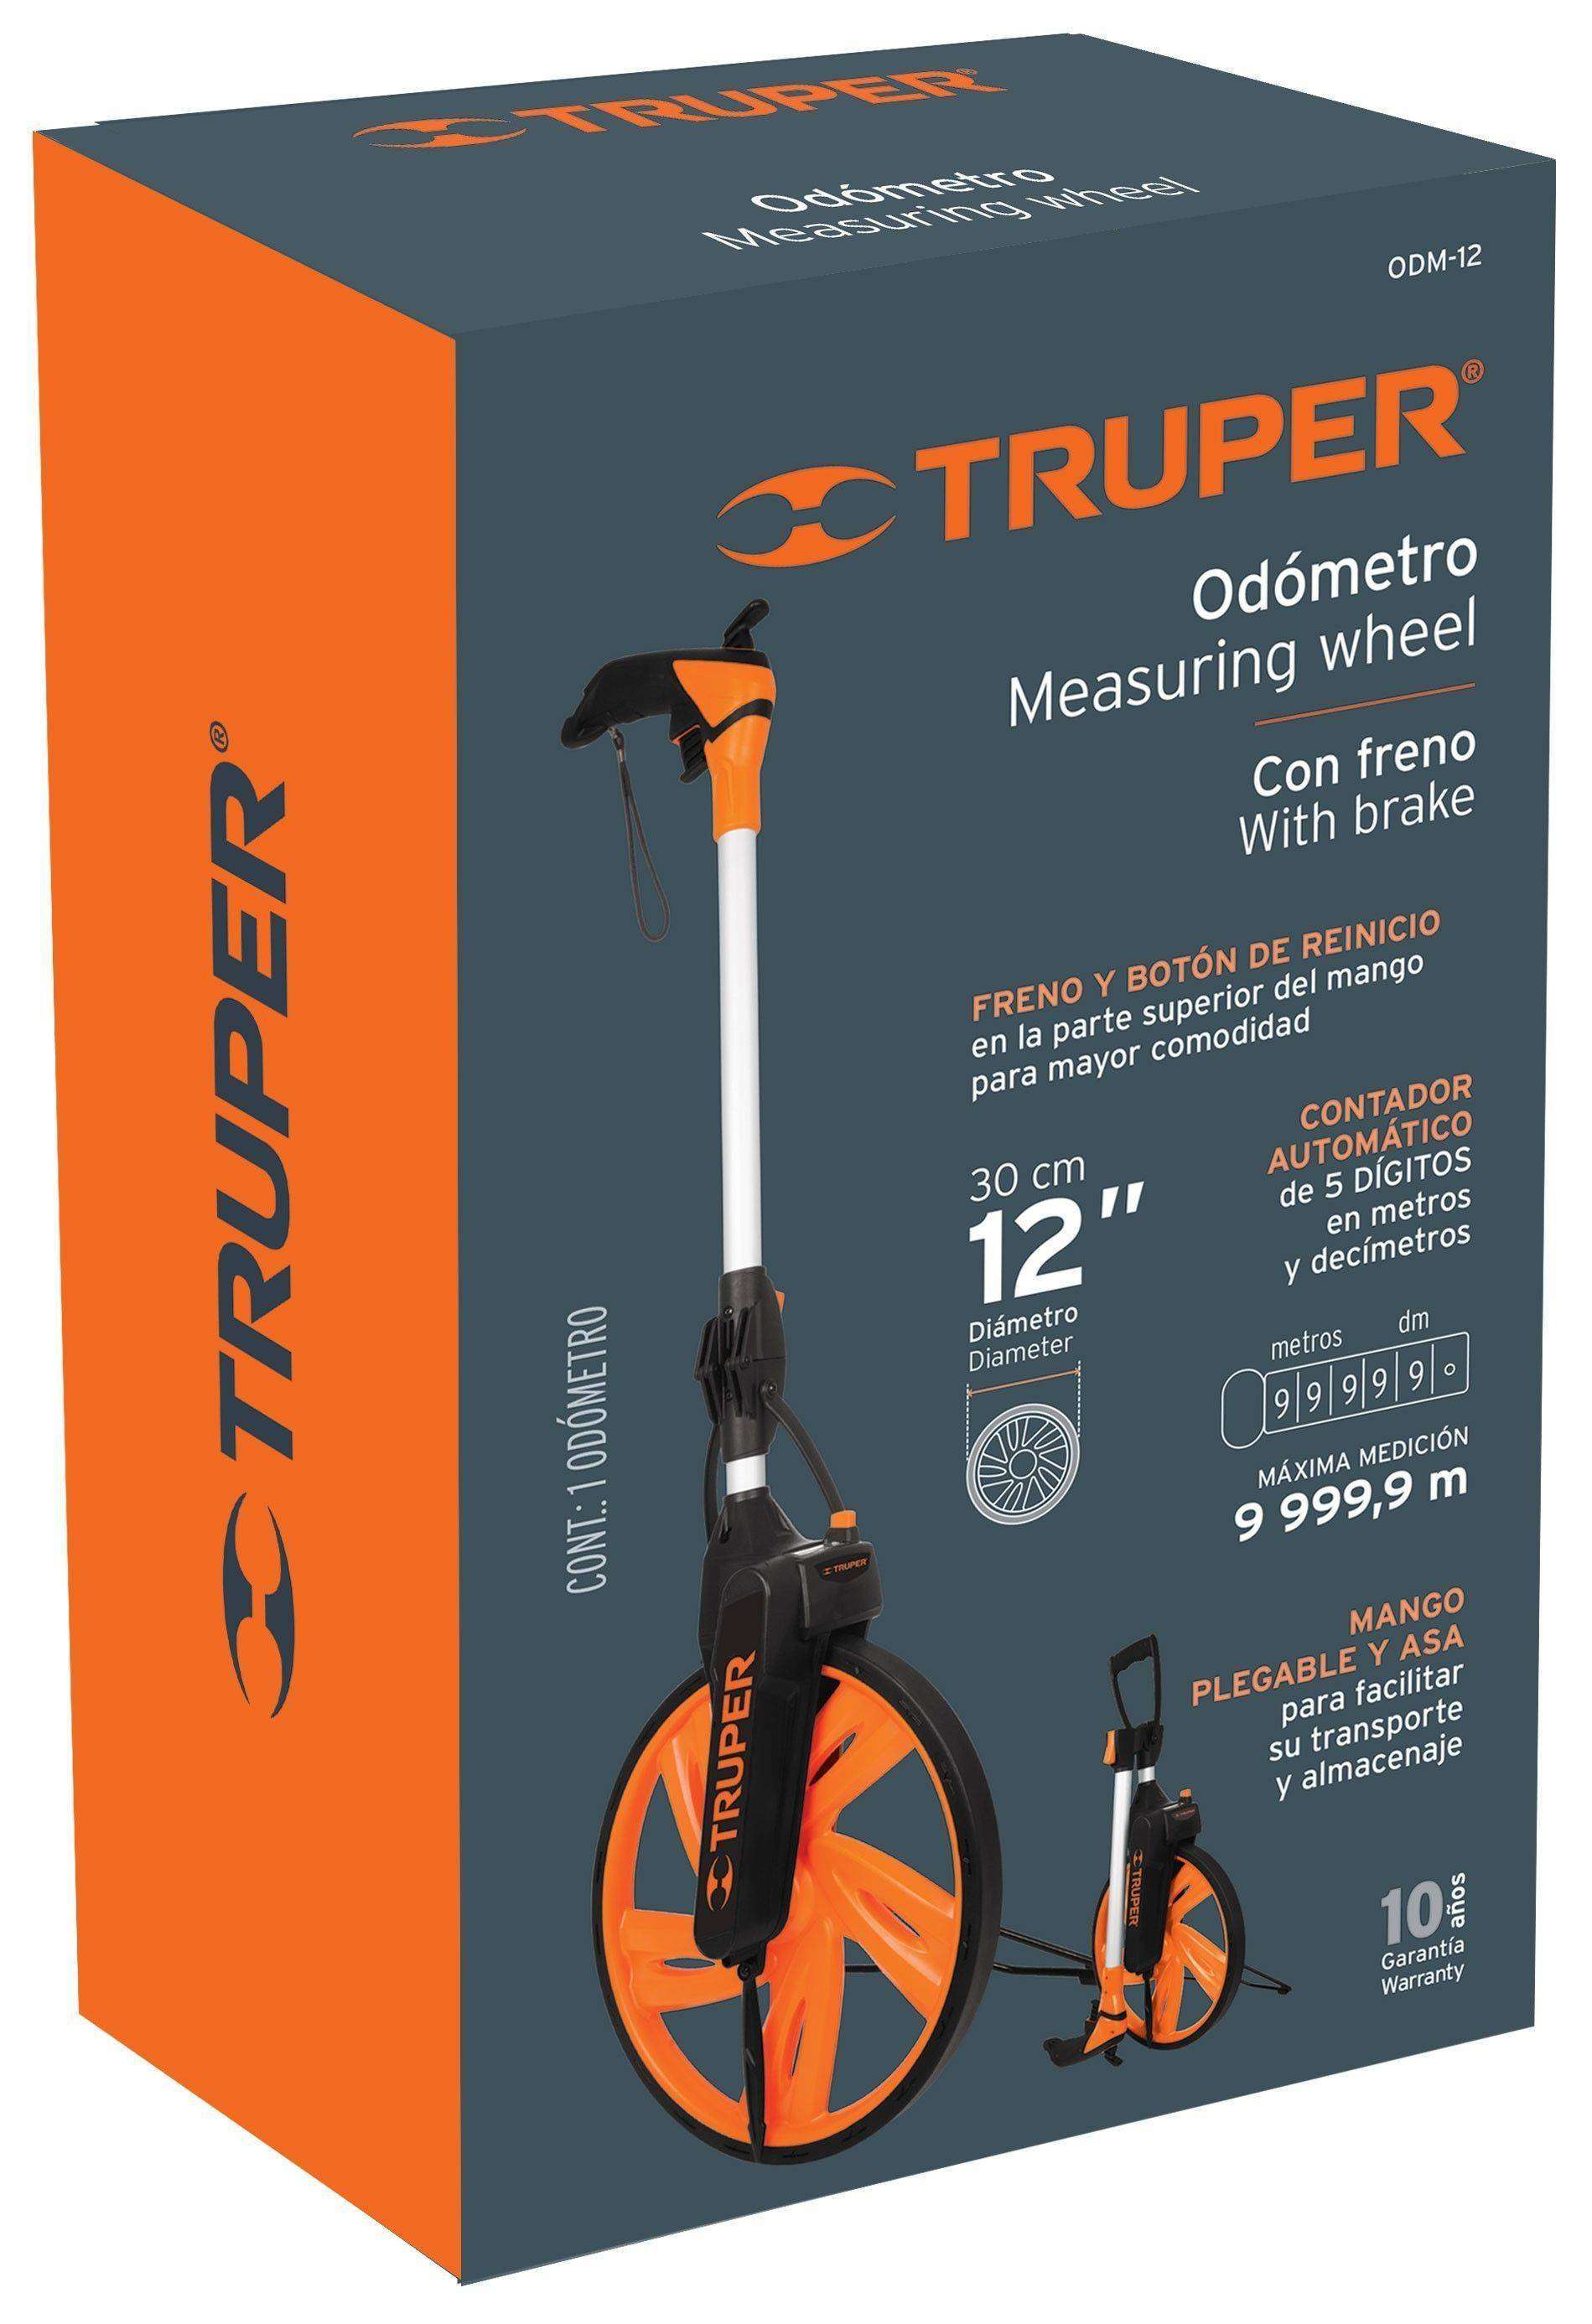 TRUPER®
Odómetro
Measuring wheel
ODM-12
TRUPER®
Odómetro
Measuring wheel
Con freno
With brake
FRENO Y BOTÓN DE REINICIO
en la parte superior del mango
para mayor comodidad
CONTADOR
AUTOMÁTICO
de 5 DÍGITOS
en metros
y decímetros
30 cm
12"
Diámetro
Diameter
metros dm
9 9 9 9 9
MÁXIMA MEDICIÓN
9 999,9 m
MANGO
PLEGABLE Y ASA
para facilitar
su transporte
y almacenaje
10 años
Garantía
Warranty
CONT.: 1 ODÓMETRO
TRUPER
TRUPER
TRUPER
TRUPER®